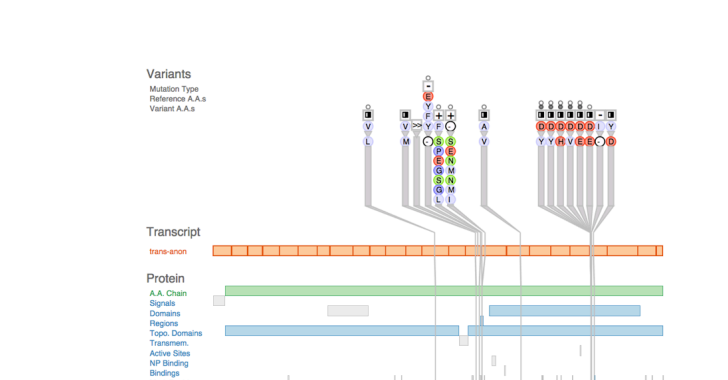 Variants
Mutation Type
Reference A.A.s
Variant A.A.s
-
E
Y
F
+ +
V V >> Y F - A D D D D D D I Y
L M - S S V Y Y H V E E - D
P E
E N
G M
S N
G M
L I
Transcript
trans-anon
Protein
A.A. Chain
Signals
Domains
Regions
Topo. Domains
Transmem.
Active Sites
NP Binding
Bindings